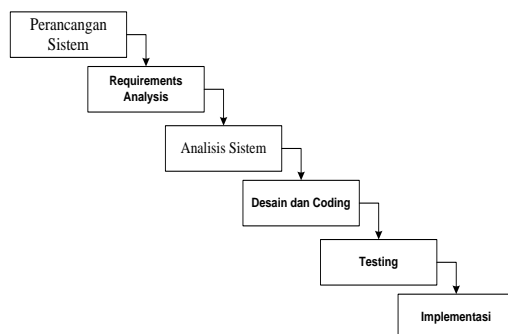 Perancangan
Sistem
Requirements
Analysis
Analisis Sistem
Desain dan Coding
Testing
Implementasi